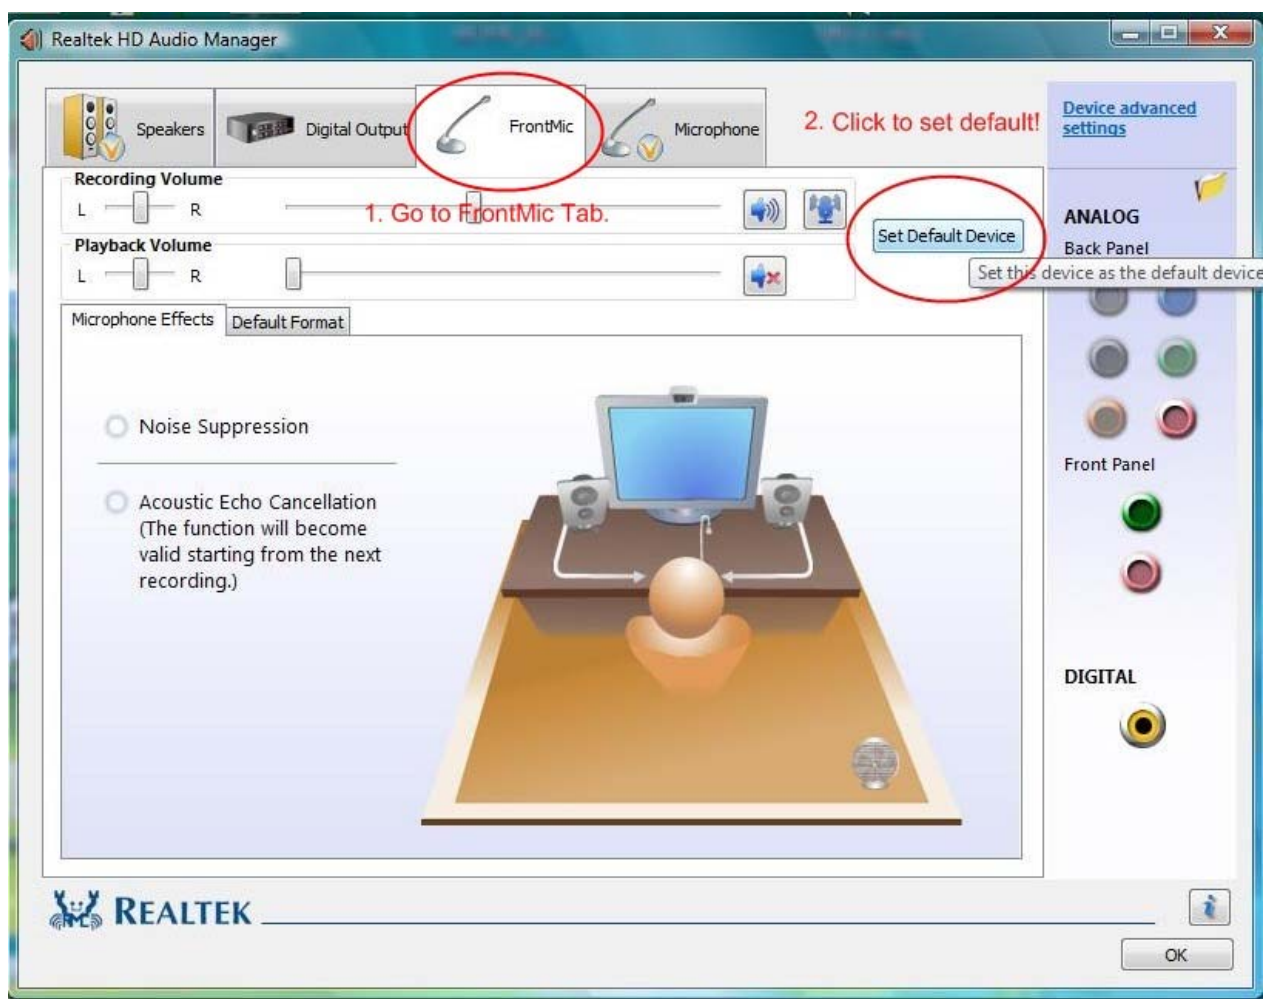 Realtek HD Audio Manager
Speakers
Digital Output
FrontMic
Microphone
2. Click to set default!
Device advanced
settings
Recording Volume
L R
1. Go to FrontMic Tab.
Set Default Device
Set this device as the default device
Playback Volume
L R
Microphone Effects
Default Format
Noise Suppression
Acoustic Echo Cancellation
(The function will become
valid starting from the next
recording.)
ANALOG
Back Panel
Front Panel
DIGITAL
REALTEK
OK